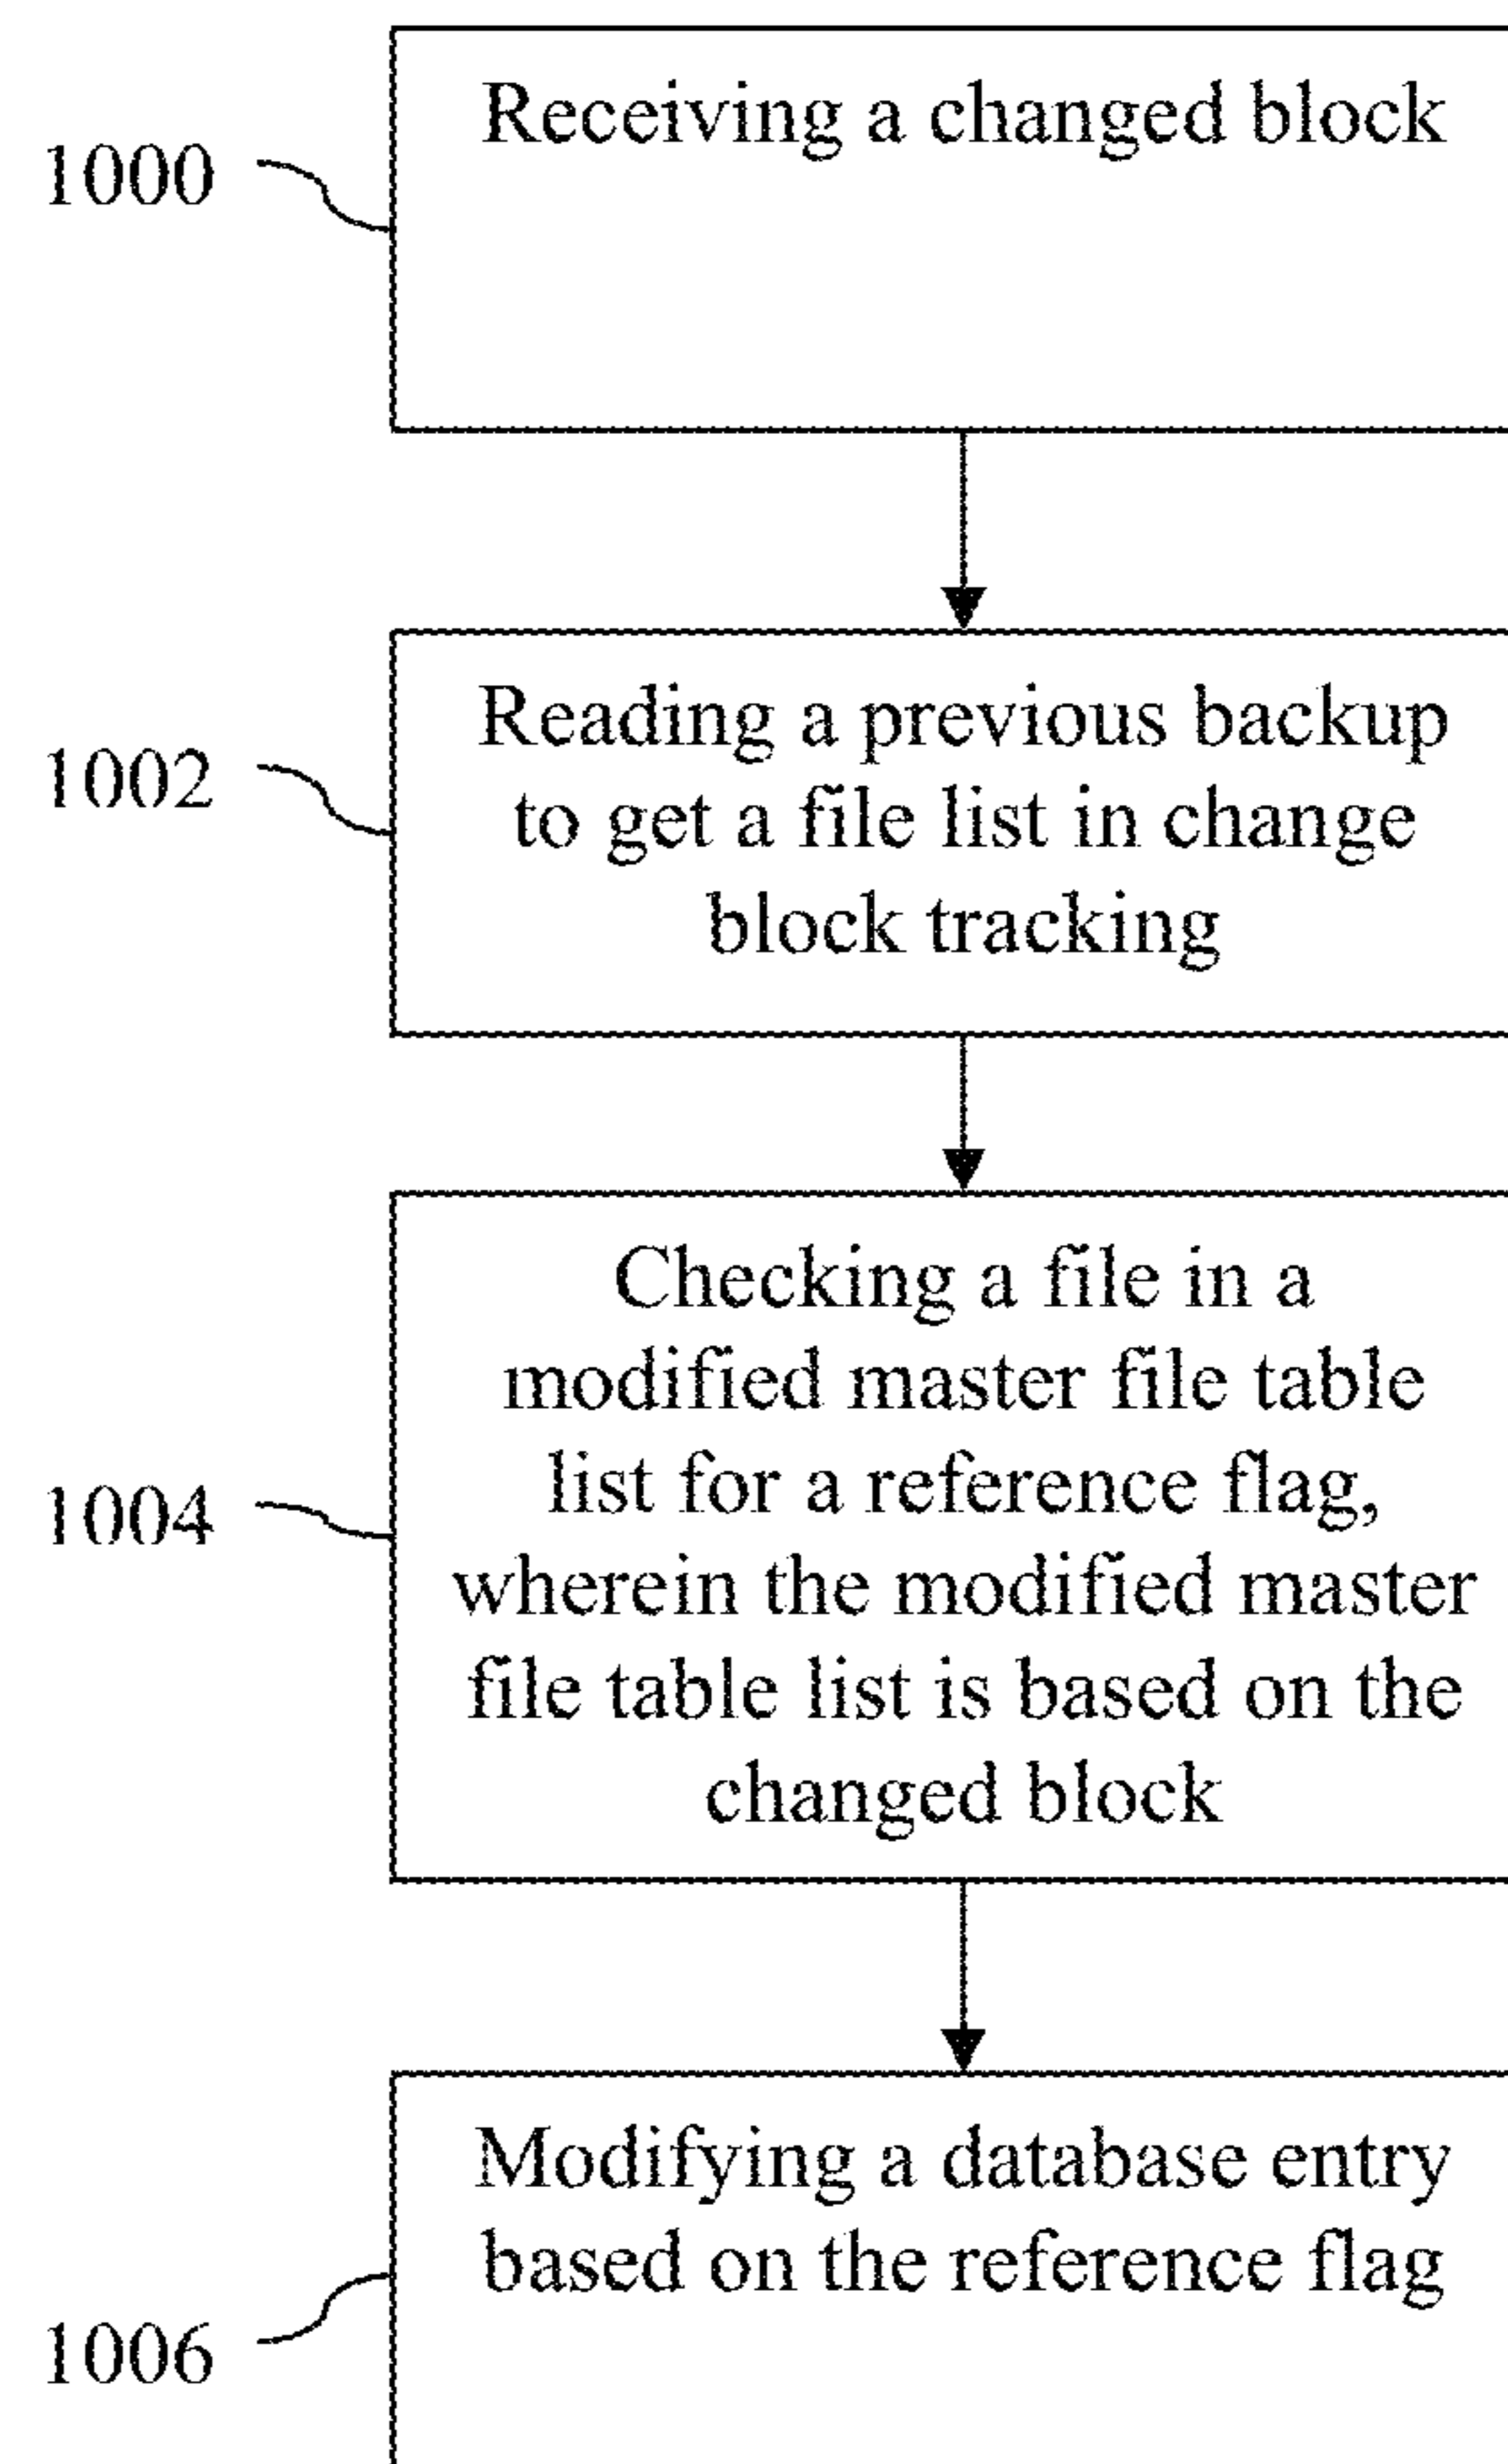 Receiving a changed block
1000
Reading a previous backup
to get a file list in change
block tracking
1002
Checking a file in a
modified master file table
list for a reference flag,
wherein the modified master
file table list is based on the
changed block
1004
Modifying a database entry
based on the reference flag
1006